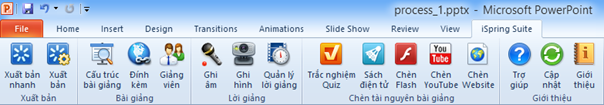 process_1.pptx - Microsoft PowerPoint
File Home Insert Design Transitions Animations Slide Show Review View iSpring Suite
Xuất bản nhanh
Xuất bản
Cấu trúc bài giảng
Đính kèm
Giảng viên
Ghi âm
Ghi hình
Quản lý lời giảng
Trắc nghiệm Quiz
Sách điện tử
Chèn Flash
You Tube
Chèn YouTube
Chèn Website
Trợ giúp
Cập nhật
Giới thiệu
Xuất bản Bài giảng Lời giảng Chèn tài nguyên bài giảng Giới thiệu